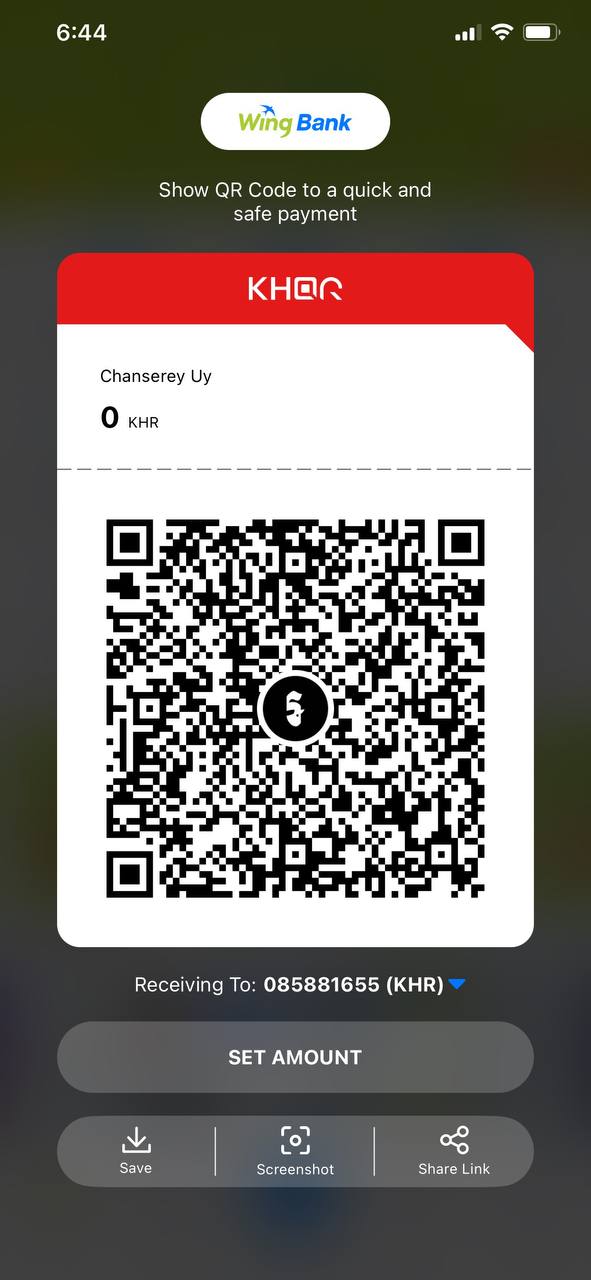 6:44
Wing Bank
Show QR Code to a quick and
safe payment
KHQR
Chanserey Uy
0 KHR
Receiving To: 085881655 (KHR)
SET AMOUNT
Save
Screenshot
Share Link